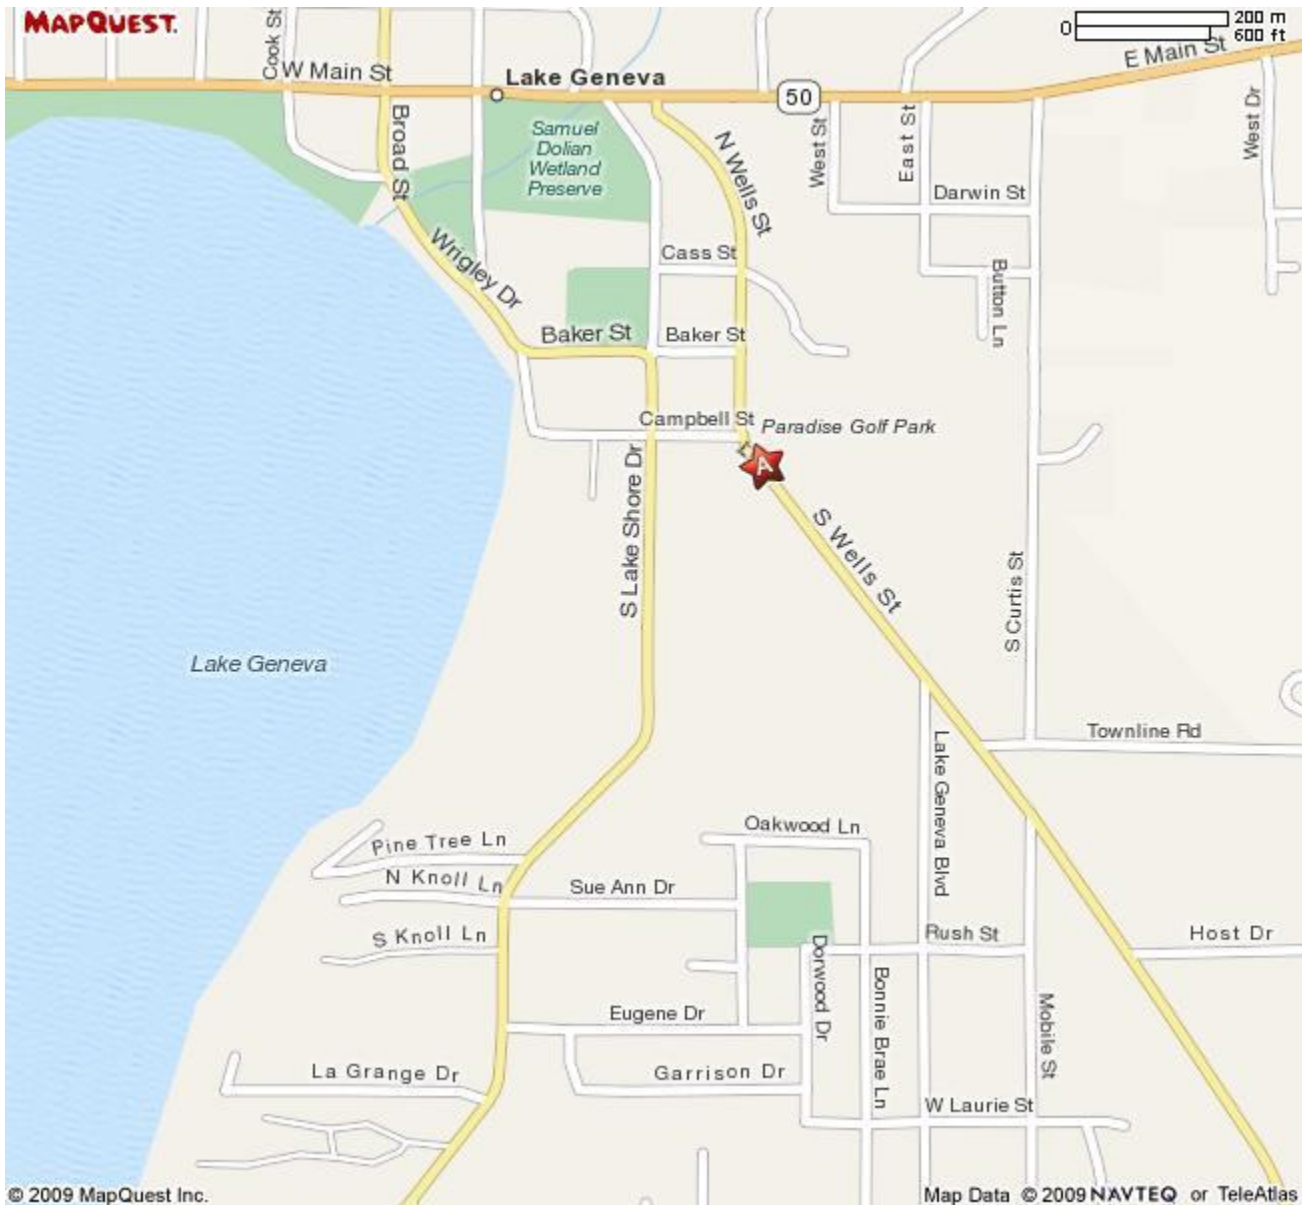 MAPQUEST.
0
200 m
600 ft
Cook St
W Main St
Lake Geneva
50
E Main St
Broad St
Samuel
Dolian
Wetland
Preserve
N Wells St
West St
East St
West Dr
Darwin St
Wrigley Dr
Cass St
Button Ln
Baker St
Baker St
Campbell St
Paradise Golf Park
A
S Lake Shore Dr
S Wells St
S Curtis St
Lake Geneva
Townline Rd
Lake Geneva Blvd
Oakwood Ln
Pine Tree Ln
N Knoll Ln
Sue Ann Dr
S Knoll Ln
Rush St
Host Dr
Dorwood Dr
Bonnie Brae Ln
Mobile St
Eugene Dr
La Grange Dr
Garrison Dr
W Laurie St
© 2009 MapQuest Inc.
Map Data © 2009 NAVTEQ or TeleAtlas